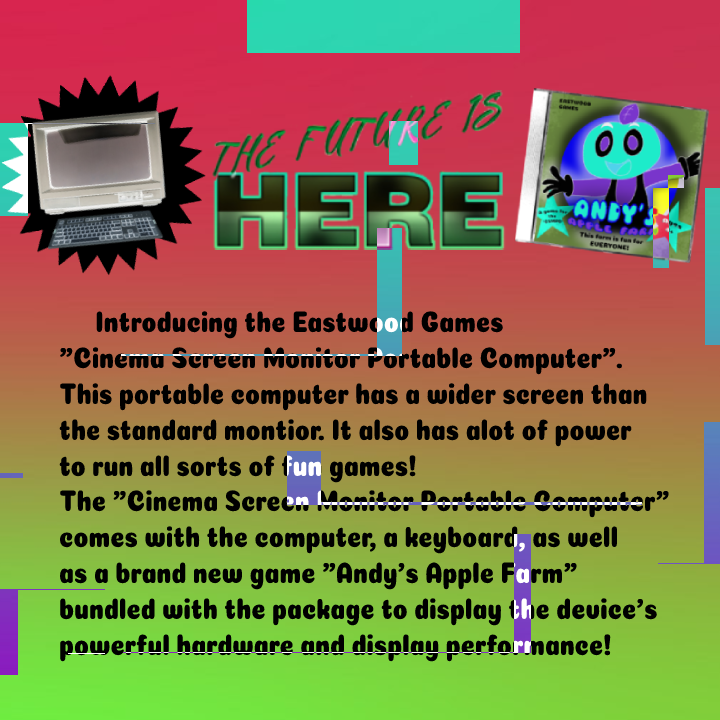 THE FUTURE IS
HERE
EASTWOOD
GAMES
ANDY'S
APPLE FARM
This farm is fun for
EVERYONE!
Introducing the Eastwood Games
”Cinema Screen Monitor Portable Computer”.
This portable computer has a wider screen than
the standard montior. It also has alot of power
to run all sorts of fun games!
The ”Cinema Screen Monitor Portable Computer”
comes with the computer, a keyboard, as well
as a brand new game ”Andy’s Apple Farm”
bundled with the package to display the device’s
powerful hardware and display performance!